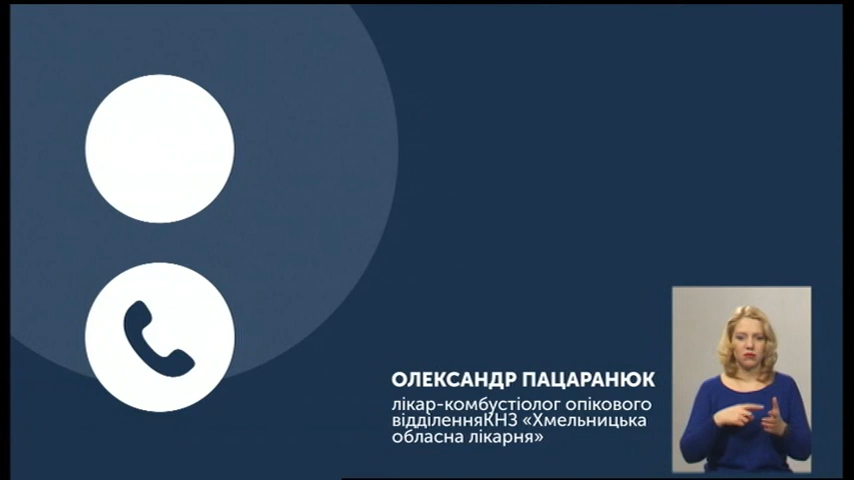 ОЛЕКСАНДР ПАЦАРАНЮК
лікар-комбустіолог опікового
відділенняКНЗ «Хмельницька
обласна лікарня»